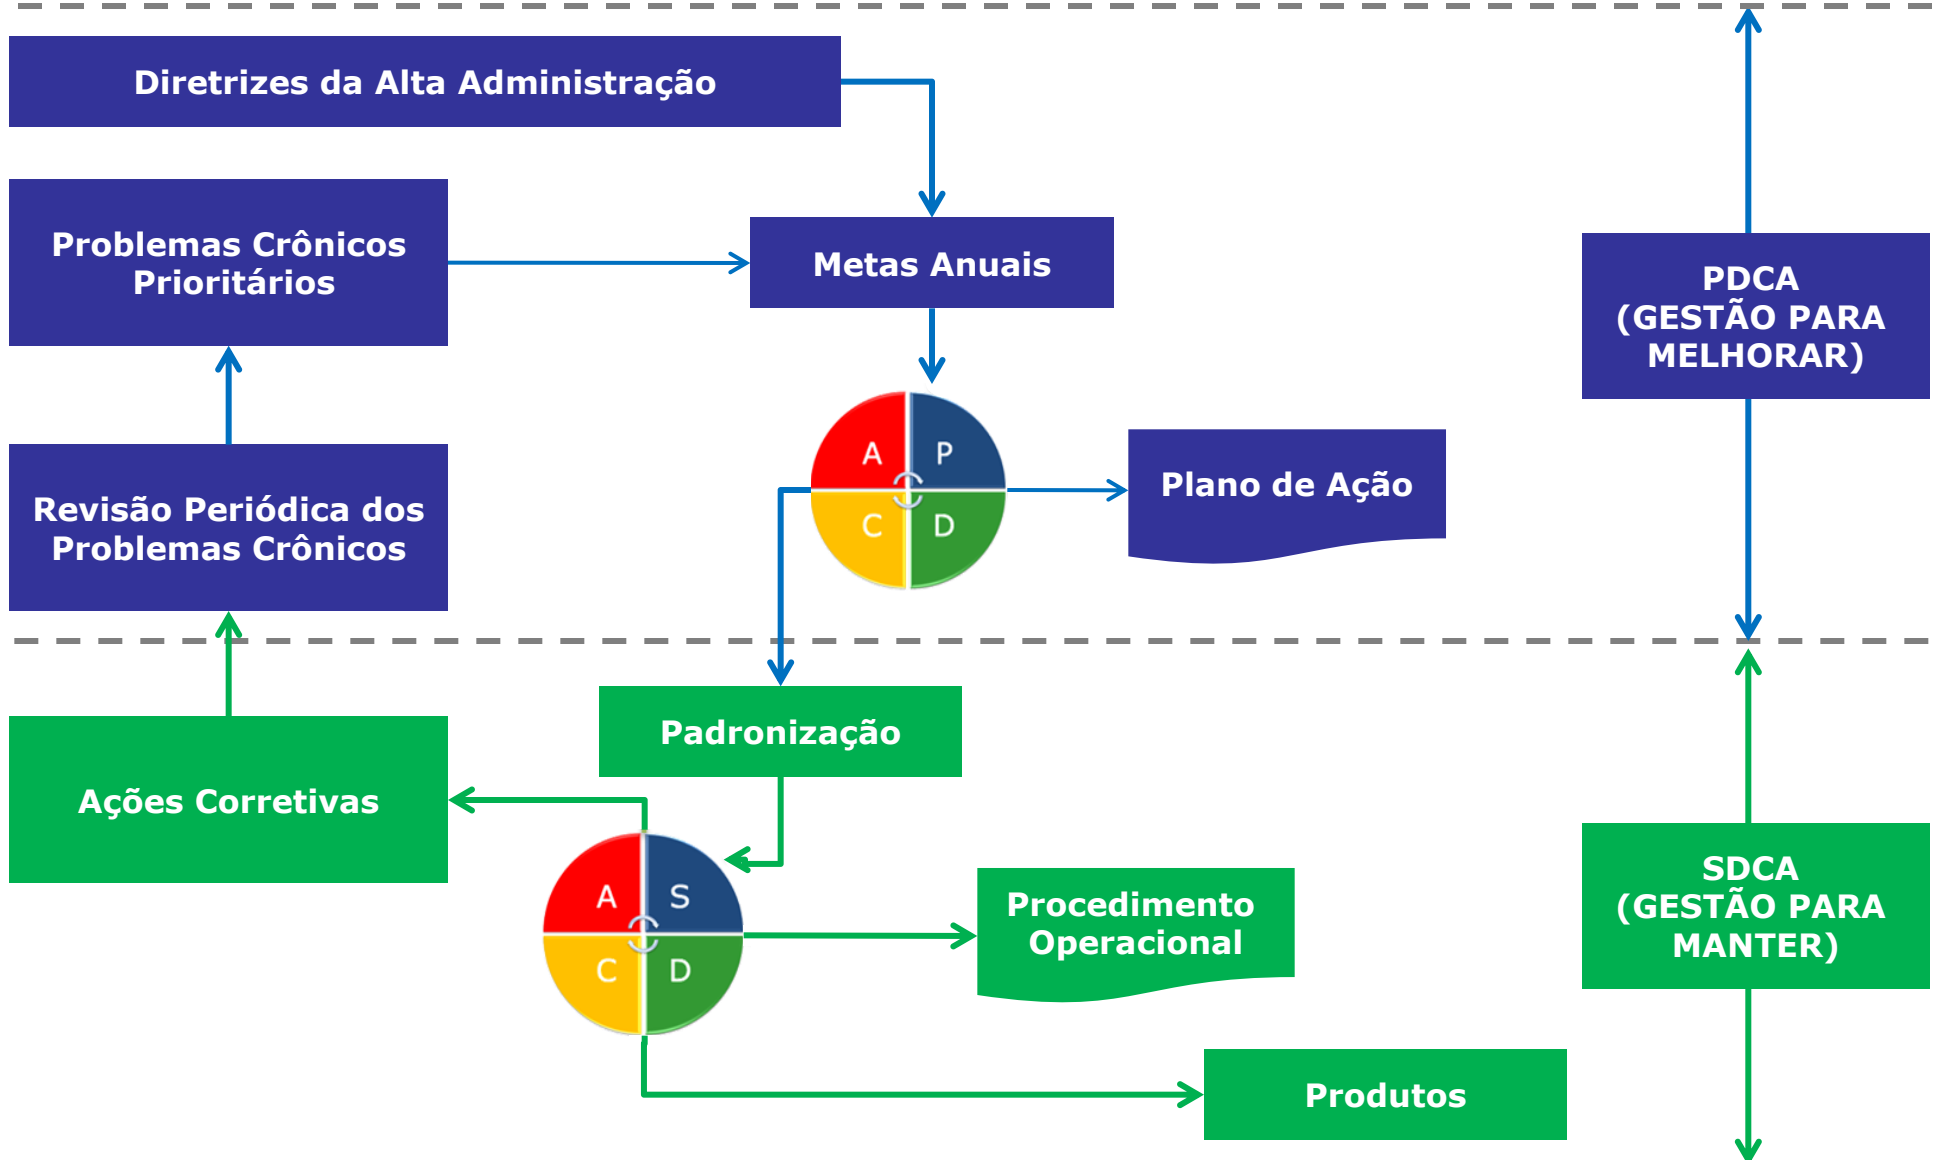 Diretrizes da Alta Administração
Problemas Crônicos
Prioritários
Metas Anuais
PDCA
(GESTÃO PARA
MELHORAR)
A
P
C
D
Plano de Ação
Revisão Periódica dos
Problemas Crônicos
Padronização
Ações Corretivas
A
S
C
D
Procedimento
Operacional
SDCA
(GESTÃO PARA
MANTER)
Produtos